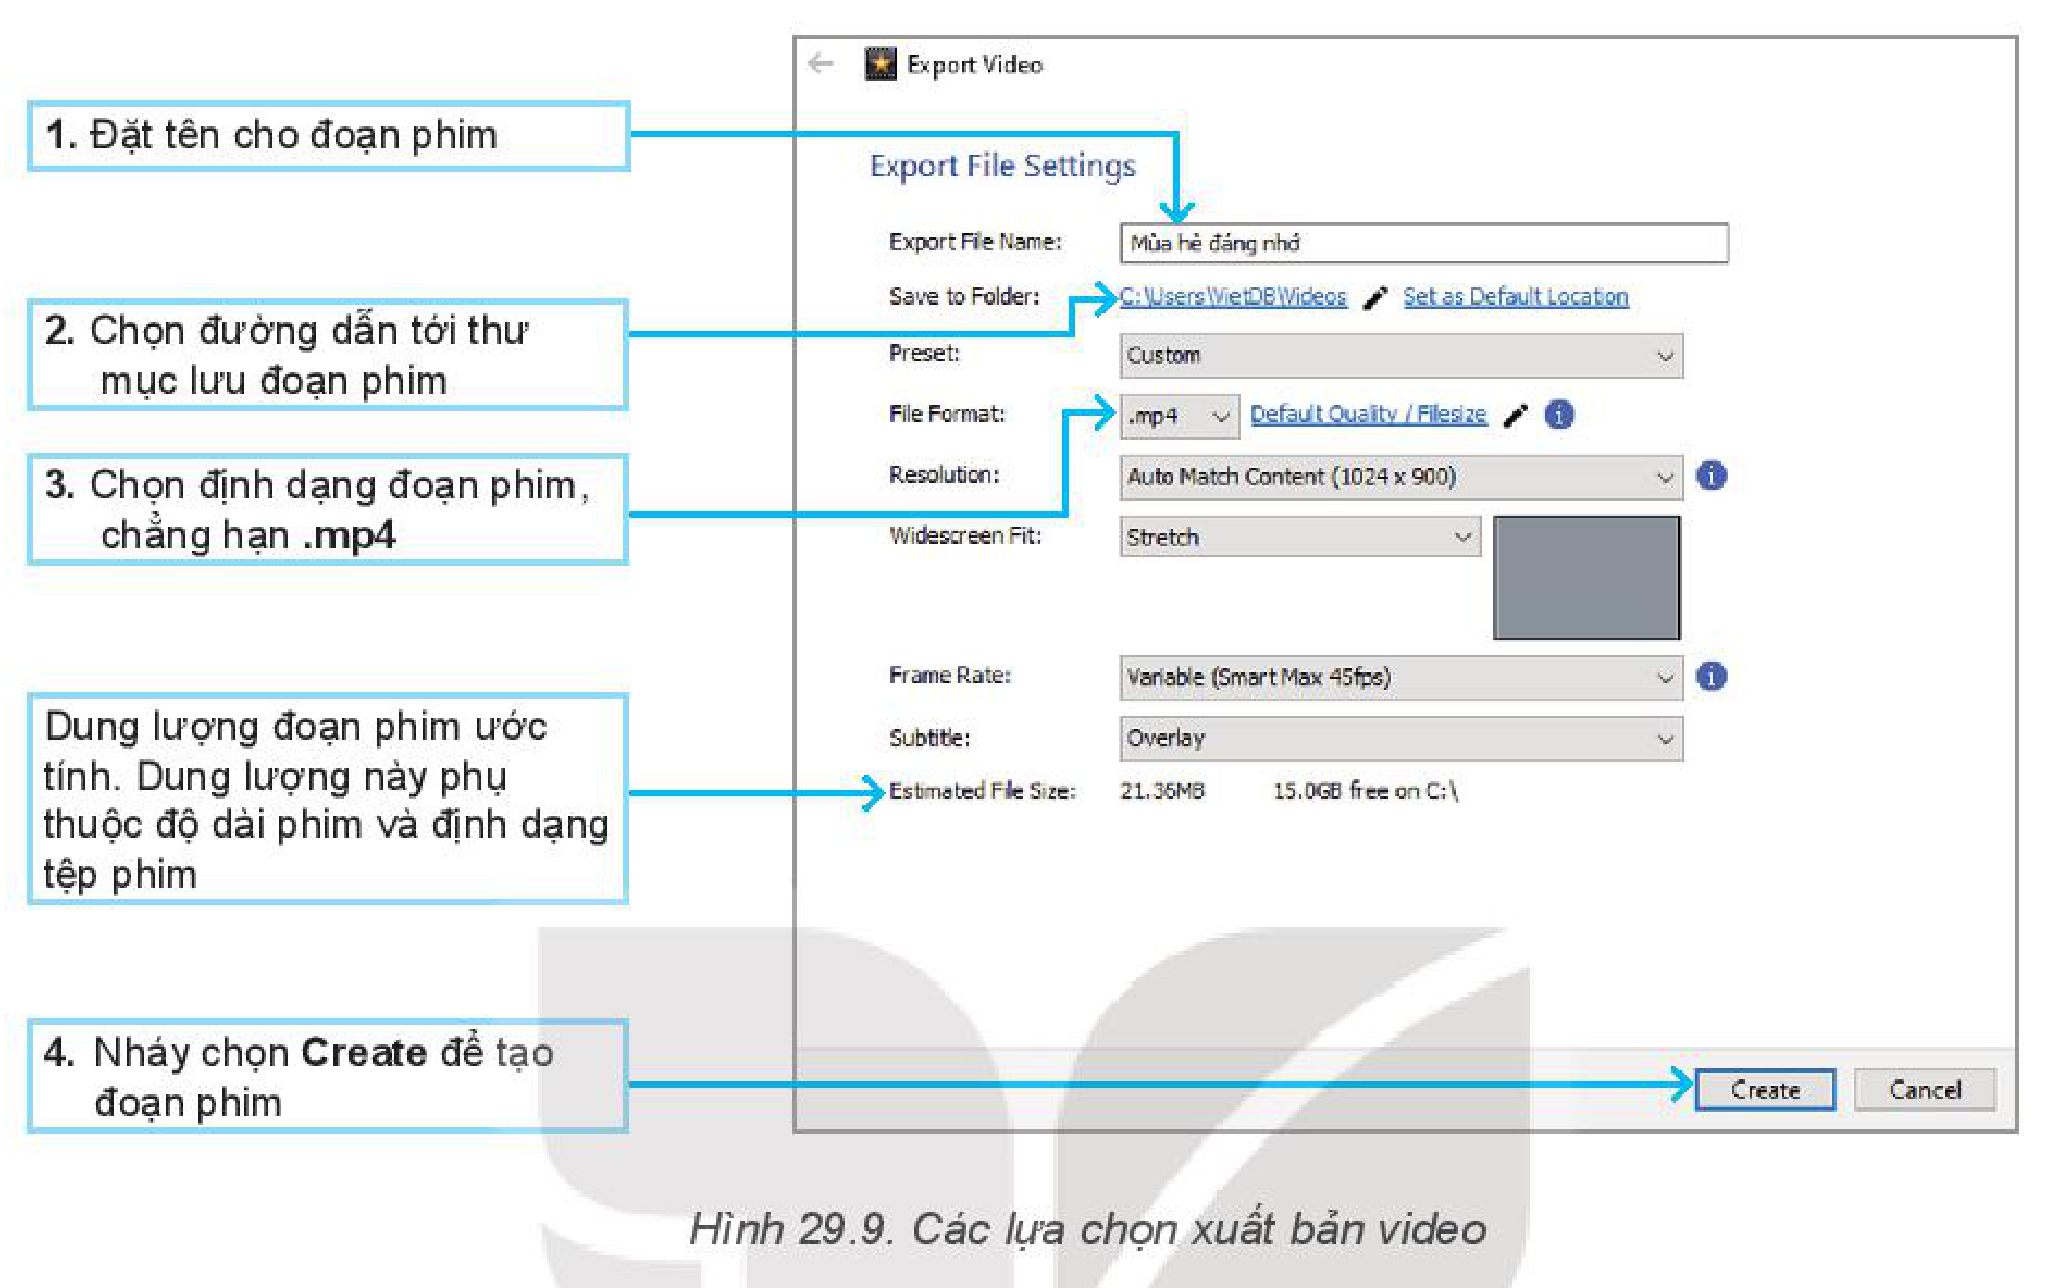 Export Video
1. Đặt tên cho đoạn phim
Export File Settings
Export File Name: Mùa hè đáng nhớ
2. Chọn đường dẫn tới thư
mục lưu đoạn phim
Save to Folder: C:\Users\VietDB\Videos Set as Default Location
Preset: Custom
File Format: .mp4 Default Quality / Filesize
3. Chọn định dạng đoạn phim,
chẳng hạn .mp4
Resolution: Auto Match Content (1024 x 900)
Widescreen Fit: Stretch
Frame Rate: Variable (Smart Max 45fps)
Subtitle: Overlay
Dung lượng đoạn phim ước
tính. Dung lượng này phụ
thuộc độ dài phim và định dạng
tệp phim
Estimated File Size: 21.36MB 15.0GB free on C:\
4. Nháy chọn Create để tạo
đoạn phim
Create Cancel
Hình 29.9. Các lựa chọn xuất bản video